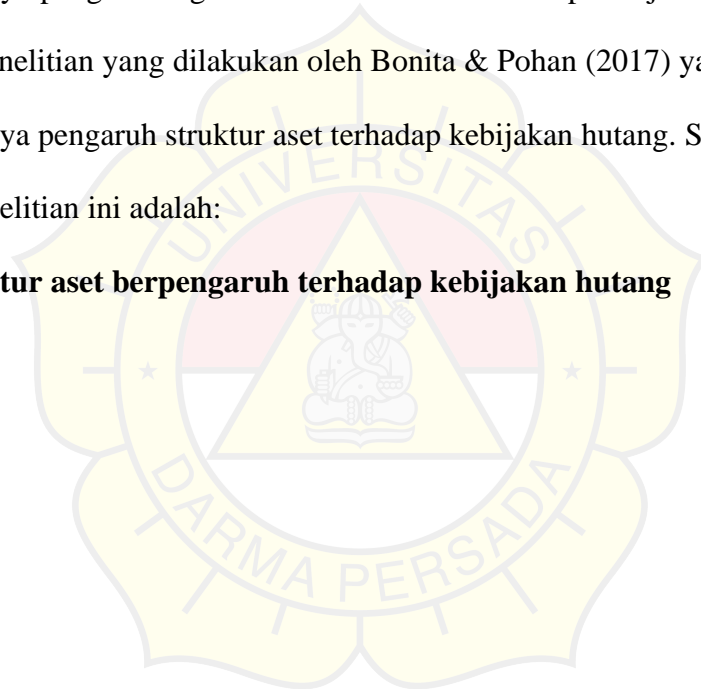 nelitian yang dilakukan oleh Bonita & Pohan (2017) ya
ya pengaruh struktur aset terhadap kebijakan hutang. S
elitian ini adalah:
tur aset berpengaruh terhadap kebijakan hutang
UNIVERSITAS
DARMA PERSADA